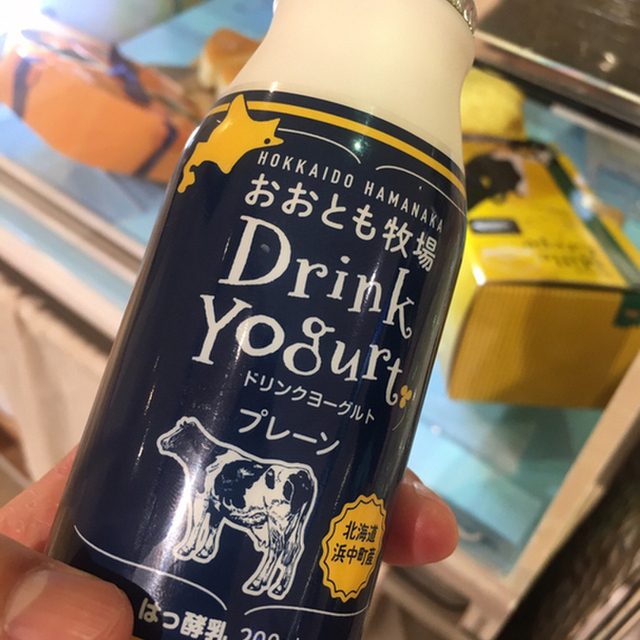 HOKKAIDO HAMANAKA
おおとも牧場
Drink
Yogurt
ドリンクヨーグルト
プレーン
北海道
浜中町産
はっ酵乳 200